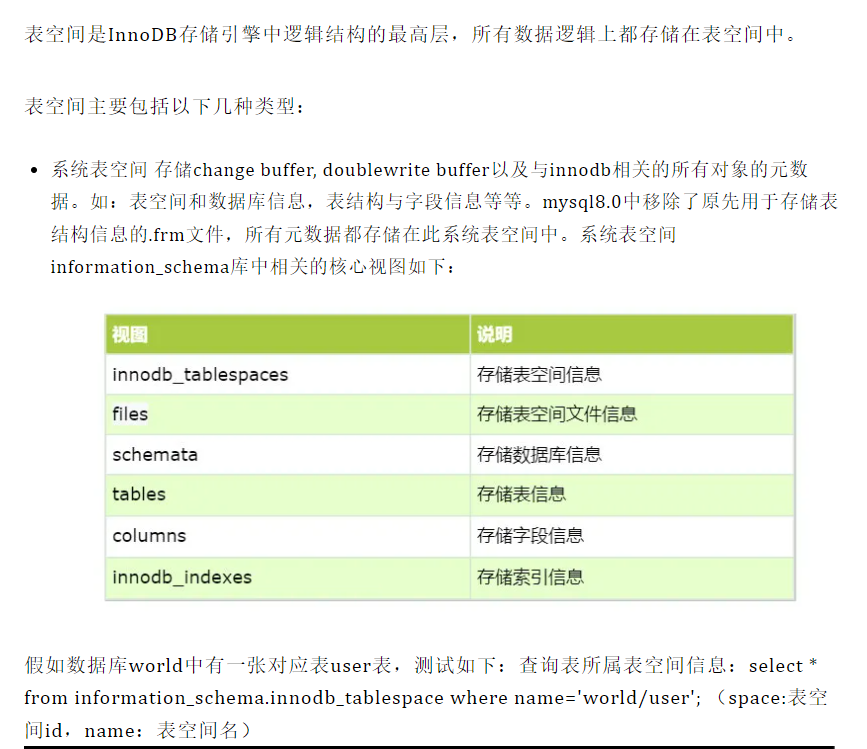 表空间是InnoDB存储引擎中逻辑结构的最高层，所有数据逻辑上都存储在表空间中。
表空间主要包括以下几种类型：
• 系统表空间 存储change buffer, doublewrite buffer以及与innodb相关的所有对象的元数
据。如：表空间和数据库信息，表结构与字段信息等等。mysql8.0中移除了原先用于存储表
结构信息的.frm文件，所有元数据都存储在此系统表空间中。系统表空间
information_schema库中相关的核心视图如下：
视图 说明
innodb_tablespaces 存储表空间信息
files 存储表空间文件信息
schemata 存储数据库信息
tables 存储表信息
columns 存储字段信息
innodb_indexes 存储索引信息
假如数据库world中有一张对应表user表，测试如下：查询表所属表空间信息：select *
from information_schema.innodb_tablespace where name='world/user'; （space:表空
间id，name：表空间名）